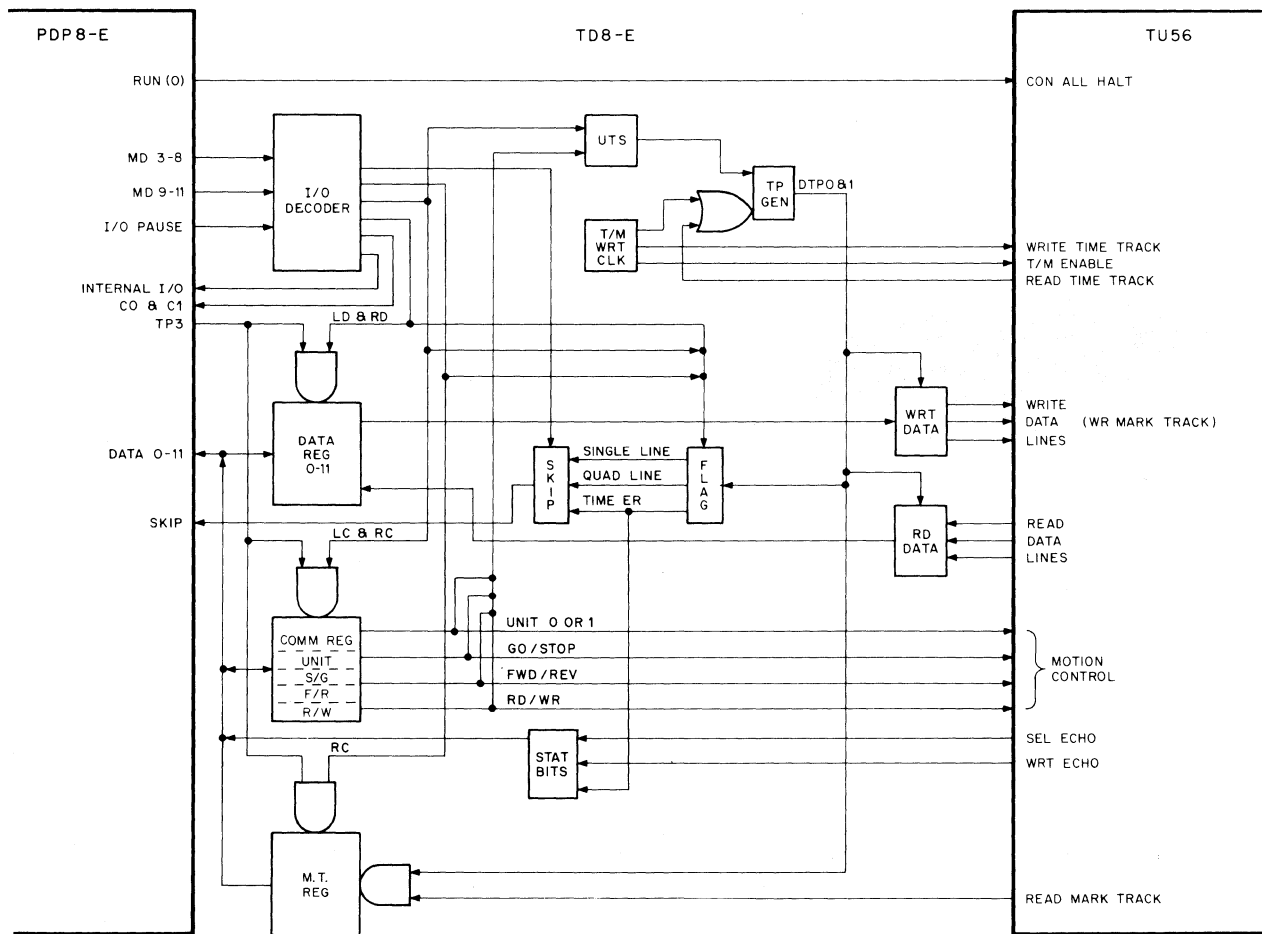 PDP8-E
TD8-E
TU56
RUN (0)
CON ALL HALT
MD 3-8
MD 9-11
I/O PAUSE
I/O
DECODER
UTS
TP
GEN
DTP0 & 1
T/M
WRT
CLK
WRITE TIME TRACK
T/M ENABLE
READ TIME TRACK
INTERNAL I/O
C0 & C1
TP3
LD & RD
DATA
REG
0-11
DATA 0-11
WRT
DATA
WRITE
DATA (WR MARK TRACK)
LINES
SKIP
SINGLE LINE
QUAD LINE
TIME ER
FLAG
SKIP
RD
DATA
READ
DATA
LINES
LC & RC
COMM REG
UNIT
S/G
F/R
R/W
UNIT 0 OR 1
GO/STOP
FWD/REV
RD/WR
MOTION
CONTROL
RC
STAT
BITS
SEL ECHO
WRT ECHO
M.T.
REG
READ MARK TRACK